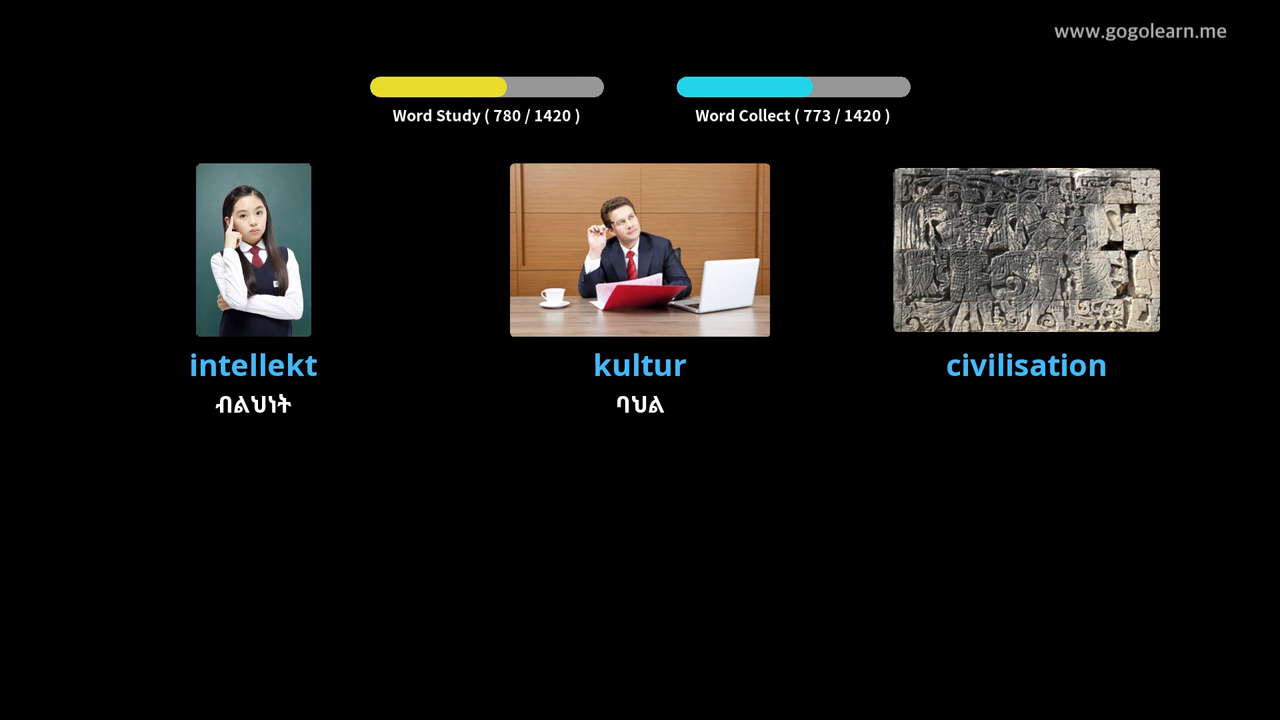 www.gogolearn.me
Word Study ( 780 / 1420 )
Word Collect ( 773 / 1420 )
intellekt
ብልህነት
kultur
ባህል
civilisation